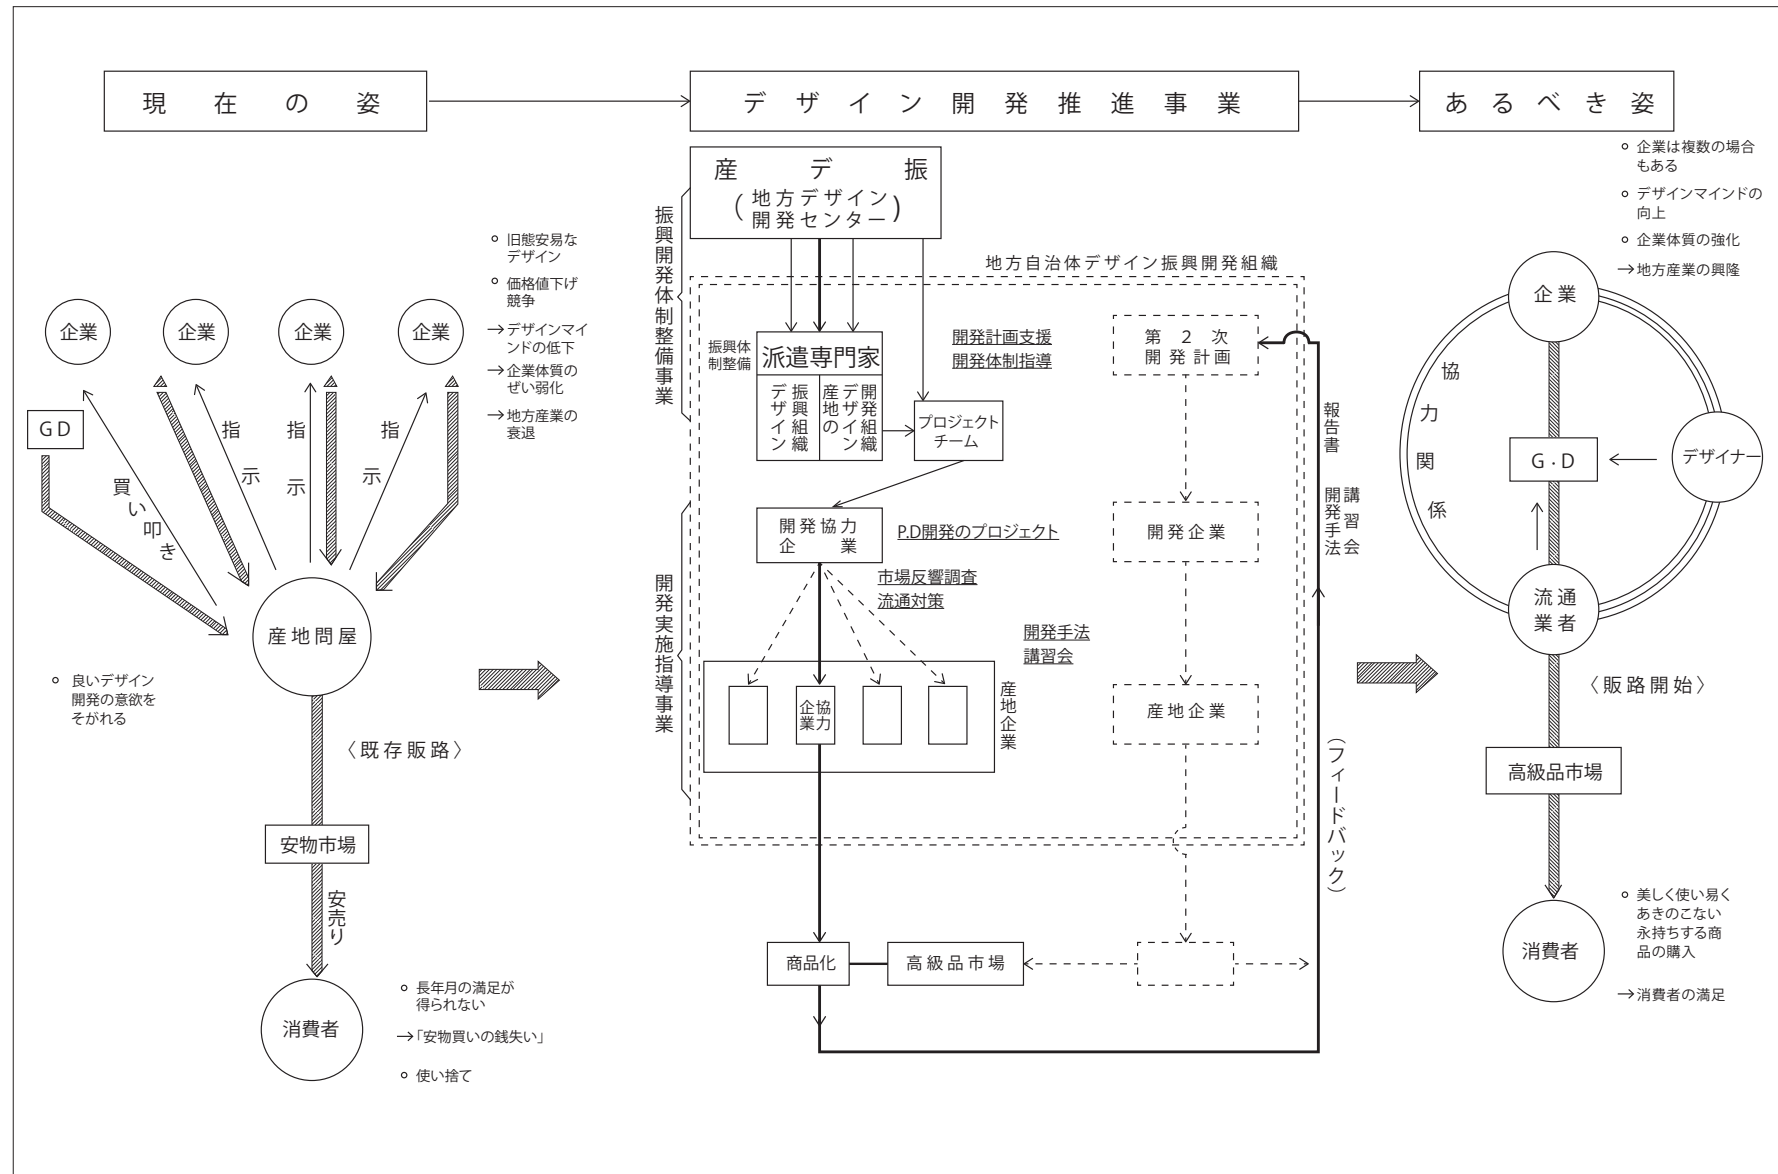 現在の姿
デザイン開発推進事業
あるべき姿
企業
企業
企業
企業
旧態安易な
デザイン
価格値下げ
競争
→デザインマイ
ンドの低下
→企業体質の
ぜい弱化
→地方産業の
衰退
GD
買い叩き
指示
指示
指示
産地問屋
良いデザイン
開発の意欲を
そがれる
〈既存販路〉
安物市場
安売り
消費者
長年月の満足が
得られない
→「安物買いの銭失い」
使い捨て
産デ振
(地方デザイン
開発センター)
振興開発体制整備事業
地方自治体デザイン振興開発組織
振興体
制整備
派遣専門家
デザイン
振興組織
産地の
デザイン
開発組織
プロジェクト
チーム
開発計画支援
開発体制指導
第2次
開発計画
開発実施指導事業
開発協力
企業
P.D開発のプロジェクト
市場反響調査
流通対策
開発手法
講習会
協力
企業
産地企業
開発企業
産地企業
報告書
講習会
開発手法
(フィードバック)
商品化
高級品市場
企業は複数の場合
もある
デザインマインドの
向上
企業体質の強化
→地方産業の興隆
企業
協力関係
G・D
デザイナー
流通
業者
〈販路開始〉
高級品市場
消費者
美しく使い易く
あきのこない
永持ちする商
品の購入
→消費者の満足